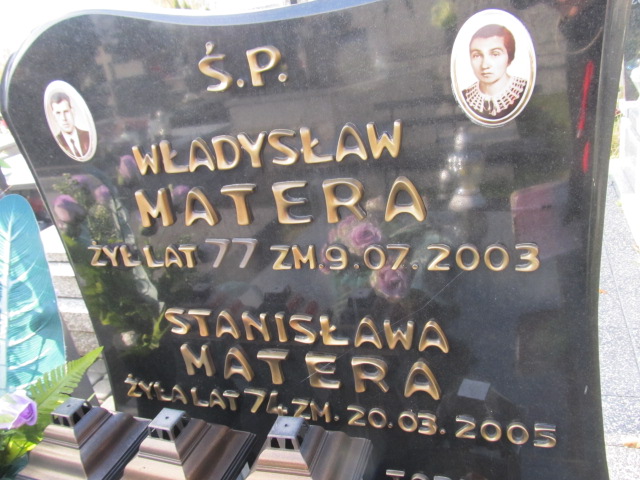 Ś.P.
WŁADYSŁAW
MATERA
ŻYŁ LAT 77 ZM. 9.07.2003
STANISŁAWA
MATERA
ŻYŁA LAT 74 ZM. 20.03.2005